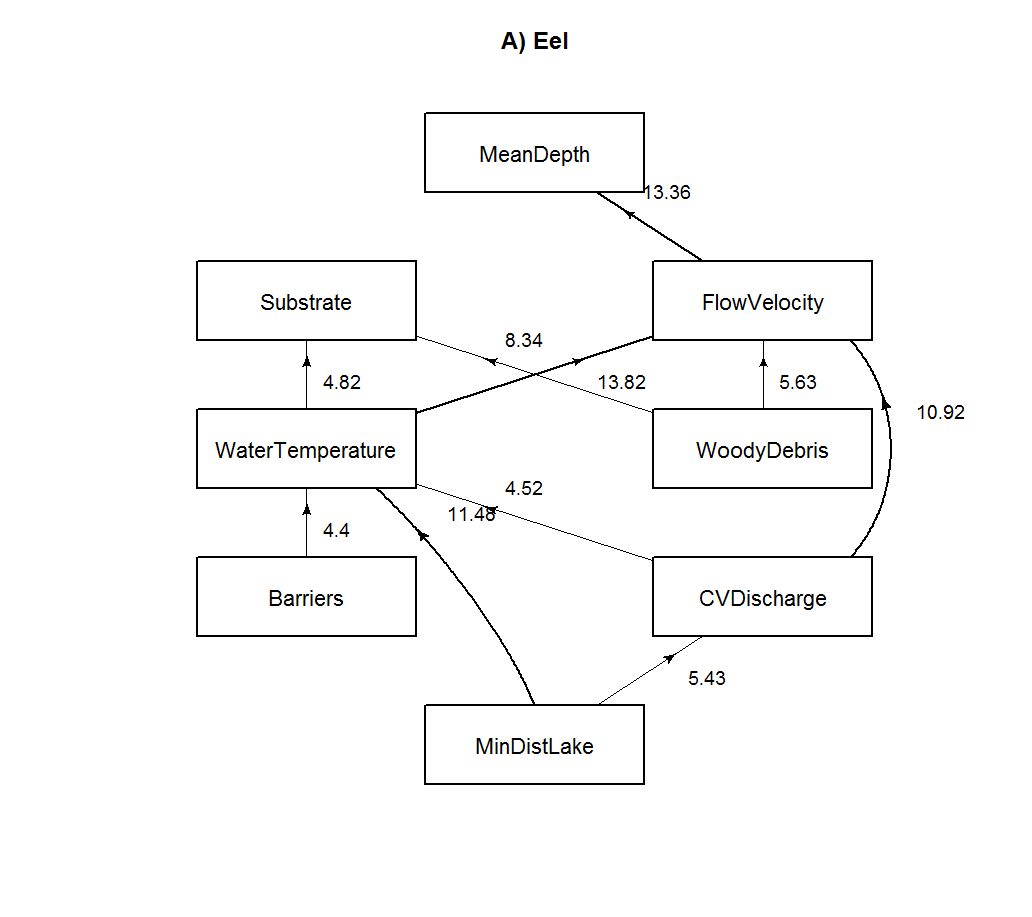 A) Eel
MeanDepth
13.36
Substrate
FlowVelocity
8.34
4.82
13.82
5.63
10.92
WaterTemperature
WoodyDebris
4.52
11.48
4.4
Barriers
CVDischarge
5.43
MinDistLake